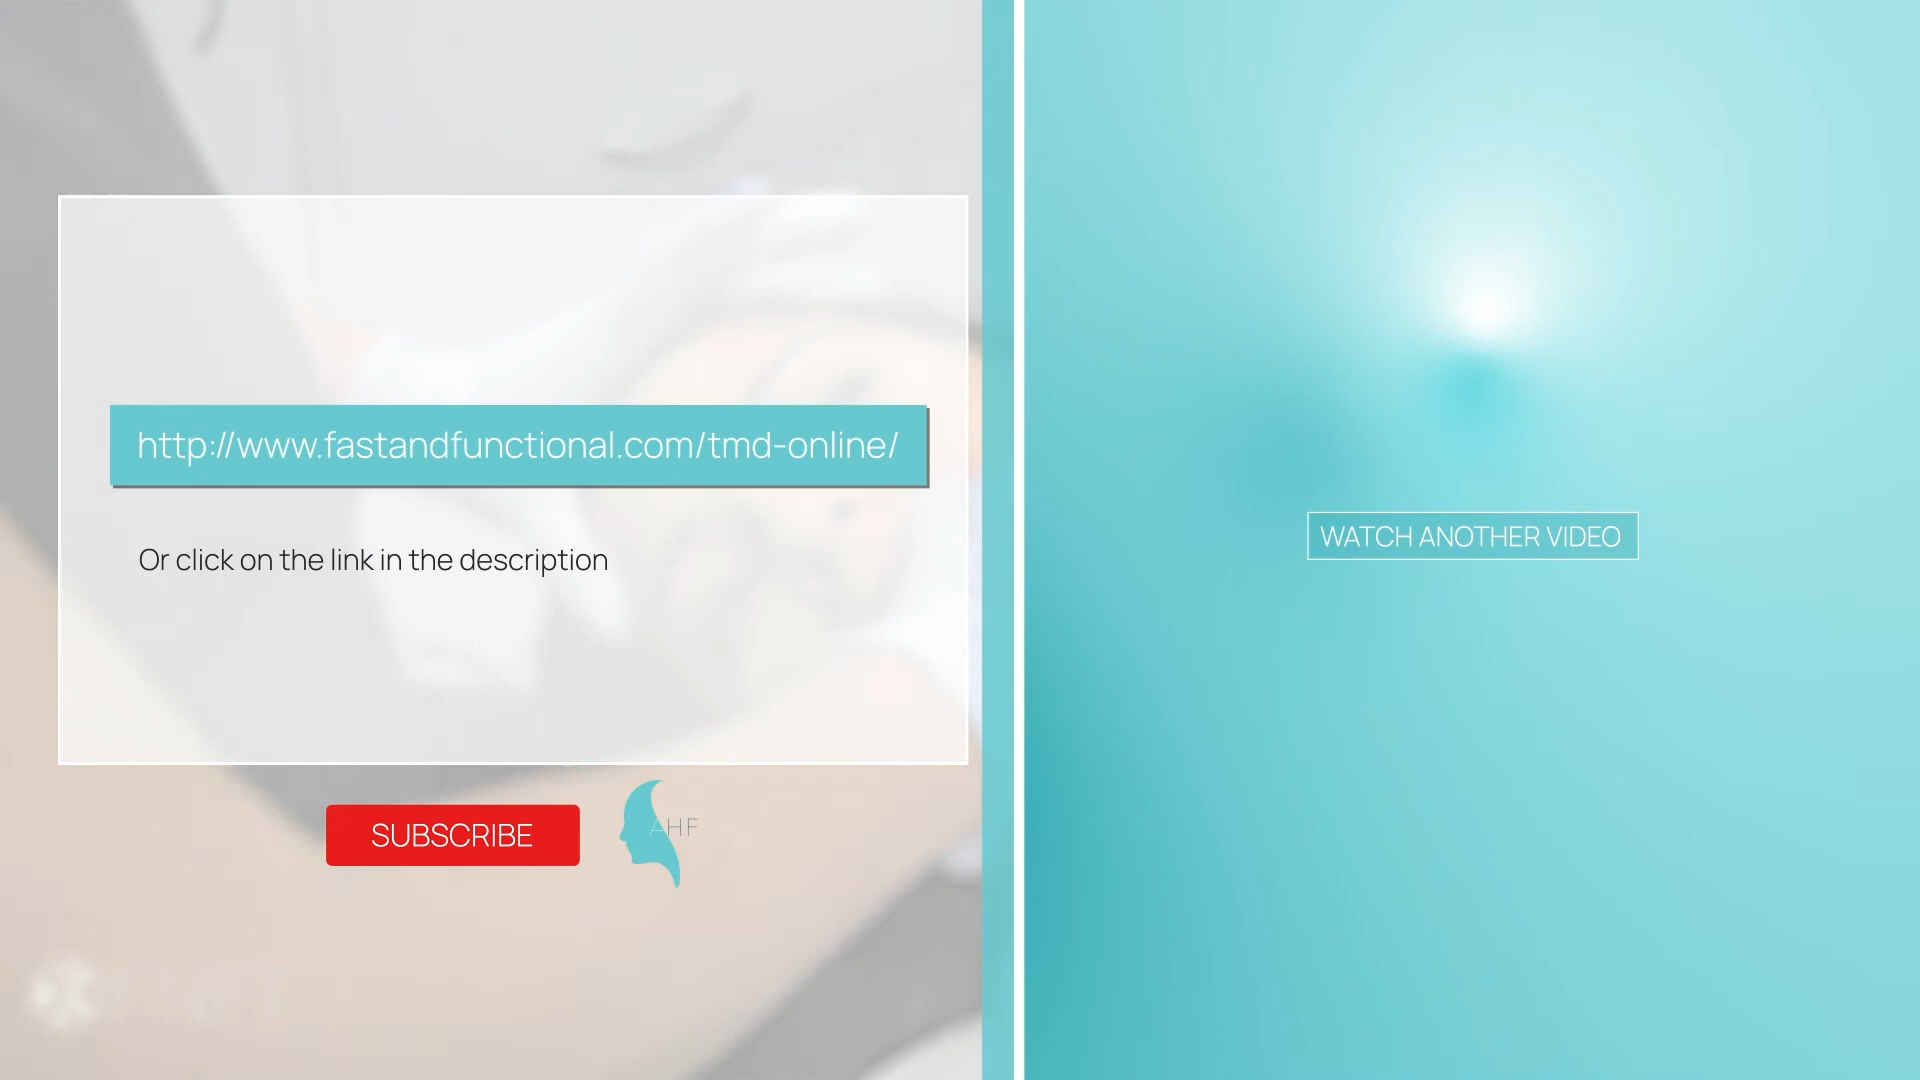 http://www.fastandfunctional.com/tmd-online/
Or click on the link in the description
SUBSCRIBE
AHF
WATCH ANOTHER VIDEO